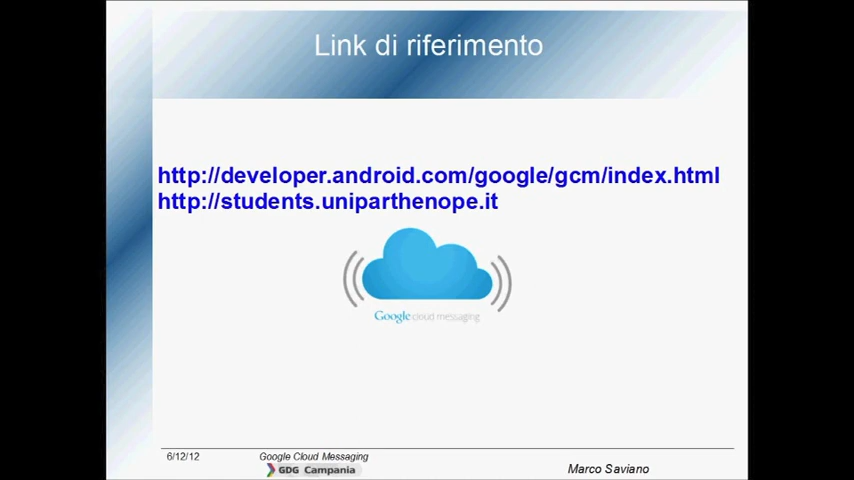 Link di riferimento
http://developer.android.com/google/gcm/index.html
http://students.uniparthenope.it
Google cloud messaging
6/12/12
Google Cloud Messaging
GDG Campania
Marco Saviano